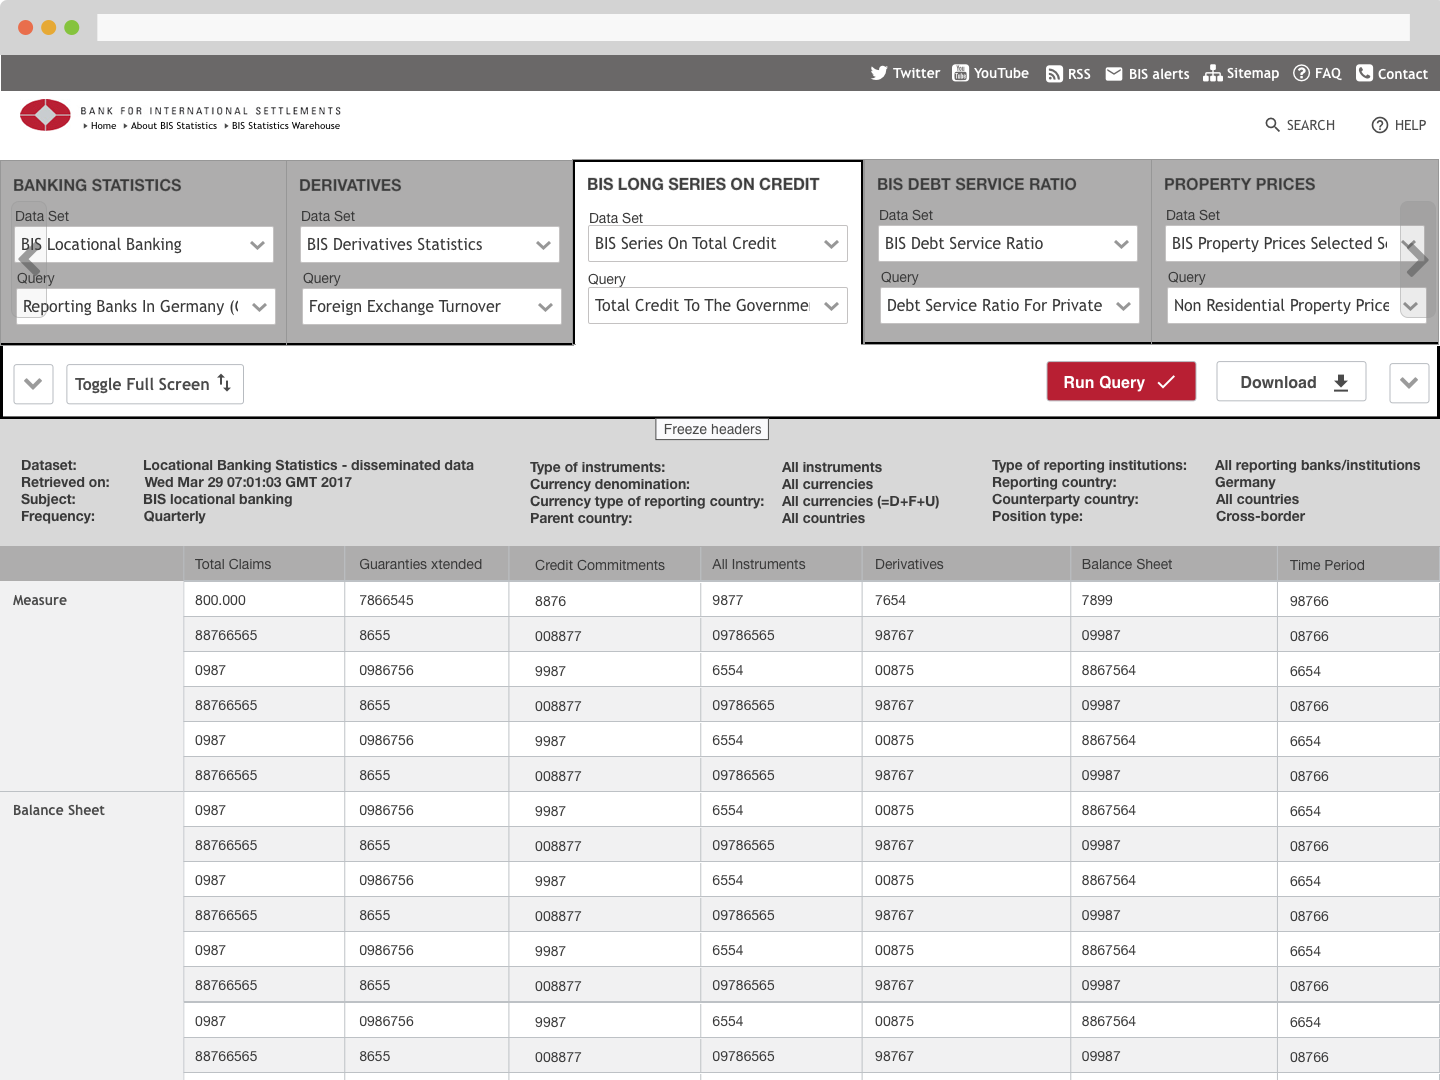 Twitter YouTube RSS BIS alerts Sitemap FAQ Contact
BANK FOR INTERNATIONAL SETTLEMENTS
Home About BIS Statistics BIS Statistics Warehouse
SEARCH HELP
BANKING STATISTICS DERIVATIVES BIS LONG SERIES ON CREDIT BIS DEBT SERVICE RATIO PROPERTY PRICES
Data Set Data Set Data Set Data Set Data Set
BIS Locational Banking BIS Derivatives Statistics BIS Series On Total Credit BIS Debt Service Ratio BIS Property Prices Selected
Query Query Query Query Query
Reporting Banks In Germany Foreign Exchange Turnover Total Credit To The Governme Debt Service Ratio For Private Non Residential Property Price
Toggle Full Screen Run Query Download
Freeze headers
Dataset: Locational Banking Statistics - disseminated data Type of instruments: All instruments Type of reporting institutions: All reporting banks/institutions
Retrieved on: Wed Mar 29 07:01:03 GMT 2017 Currency denomination: All currencies Reporting country: Germany
Subject: BIS locational banking Currency type of reporting country: All currencies (=D+F+U) Counterparty country: All countries
Frequency: Quarterly Parent country: All countries Position type: Cross-border
Total Claims Guaranties xtended Credit Commitments All Instruments Derivatives Balance Sheet Time Period
Measure 800.000 7866545 8876 9877 7654 7899 98766
88766565 8655 008877 09786565 98767 09987 08766
0987 0986756 9987 6554 00875 8867564 6654
88766565 8655 008877 09786565 98767 09987 08766
0987 0986756 9987 6554 00875 8867564 6654
88766565 8655 008877 09786565 98767 09987 08766
Balance Sheet 0987 0986756 9987 6554 00875 8867564 6654
88766565 8655 008877 09786565 98767 09987 08766
0987 0986756 9987 6554 00875 8867564 6654
88766565 8655 008877 09786565 98767 09987 08766
0987 0986756 9987 6554 00875 8867564 6654
88766565 8655 008877 09786565 98767 09987 08766
0987 0986756 9987 6554 00875 8867564 6654
88766565 8655 008877 09786565 98767 09987 08766